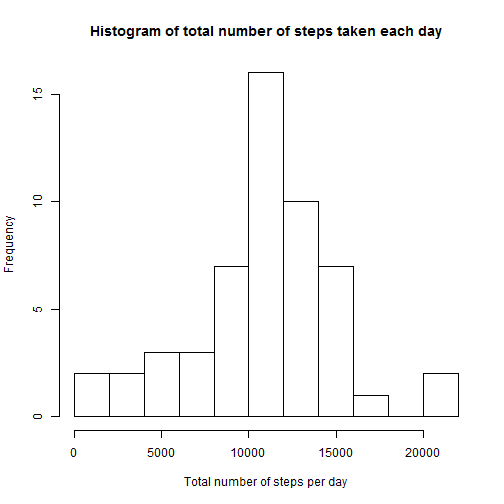 Histogram of total number of steps taken each day
Frequency
15
10
5
0
0 5000 10000 15000 20000
Total number of steps per day